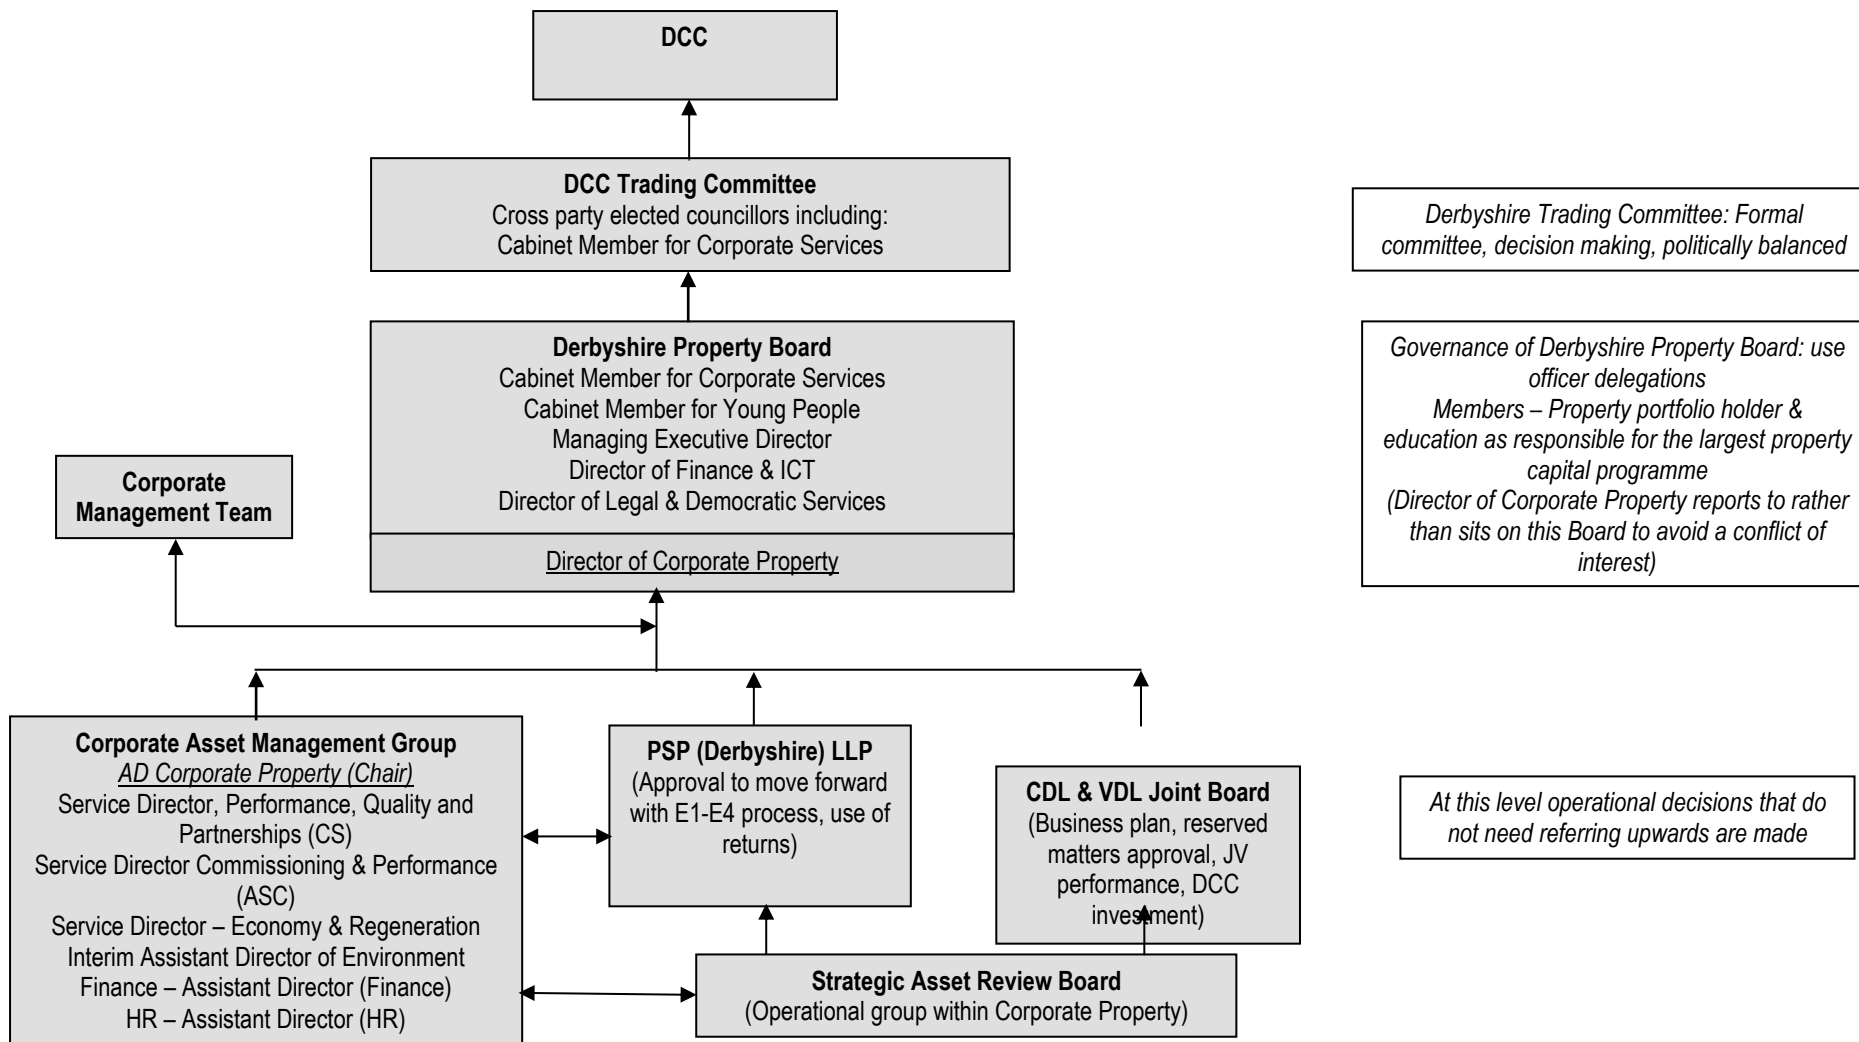 DCC
DCC Trading Committee
Cross party elected councillors including:
Cabinet Member for Corporate Services
Derbyshire Trading Committee: Formal
committee, decision making, politically balanced
Derbyshire Property Board
Cabinet Member for Corporate Services
Cabinet Member for Young People
Managing Executive Director
Director of Finance & ICT
Director of Legal & Democratic Services
Director of Corporate Property
Governance of Derbyshire Property Board: use
officer delegations
Members – Property portfolio holder &
education as responsible for the largest property
capital programme
(Director of Corporate Property reports to rather
than sits on this Board to avoid a conflict of
interest)
Corporate
Management Team
Corporate Asset Management Group
AD Corporate Property (Chair)
Service Director, Performance, Quality and
Partnerships (CS)
Service Director Commissioning & Performance
(ASC)
Service Director – Economy & Regeneration
Interim Assistant Director of Environment
Finance – Assistant Director (Finance)
HR – Assistant Director (HR)
PSP (Derbyshire) LLP
(Approval to move forward
with E1-E4 process, use of
returns)
CDL & VDL Joint Board
(Business plan, reserved
matters approval, JV
performance, DCC
investment)
At this level operational decisions that do
not need referring upwards are made
Strategic Asset Review Board
(Operational group within Corporate Property)